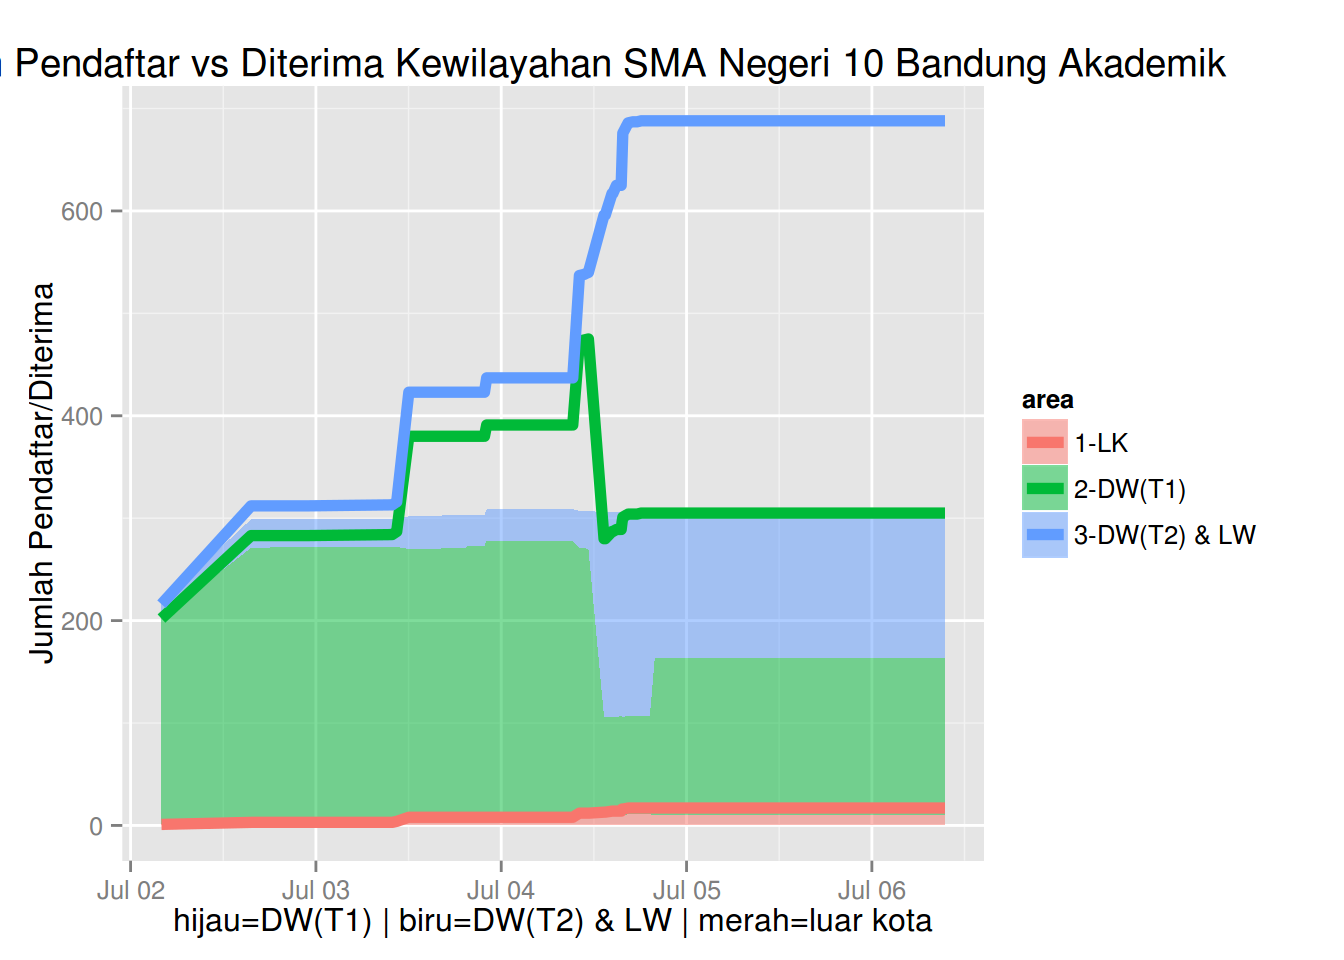 Pendaftar vs Diterima Kewilayahan SMA Negeri 10 Bandung Akademik
Jumlah Pendaftar/Diterima
600
400
200
0
Jul 02
Jul 03
Jul 04
Jul 05
Jul 06
hijau=DW(T1) | biru=DW(T2) & LW | merah=luar kota
area
1-LK
2-DW(T1)
3-DW(T2) & LW